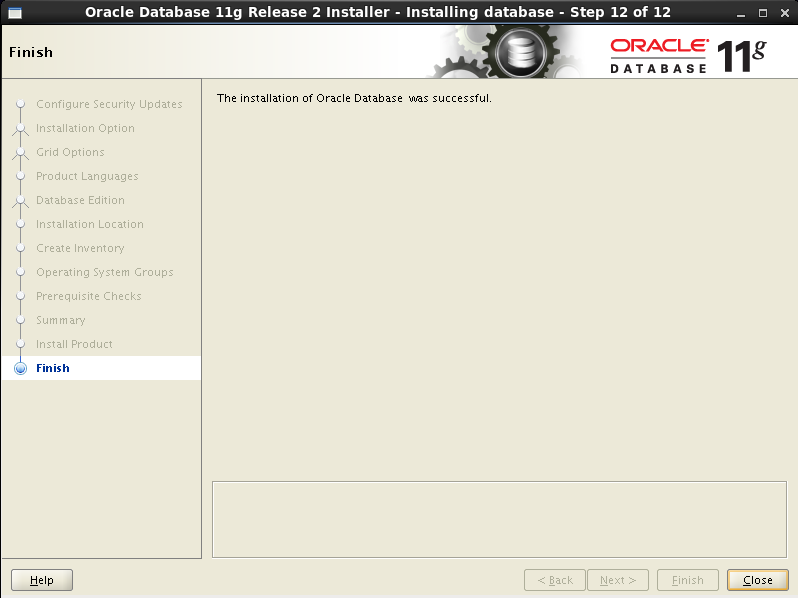 Oracle Database 11g Release 2 Installer - Installing database - Step 12 of 12
Finish
ORACLE
DATABASE
11g
Configure Security Updates
Installation Option
Grid Options
Product Languages
Database Edition
Installation Location
Create Inventory
Operating System Groups
Prerequisite Checks
Summary
Install Product
Finish
The installation of Oracle Database  was successful.
Help
< Back
Next >
Finish
Close